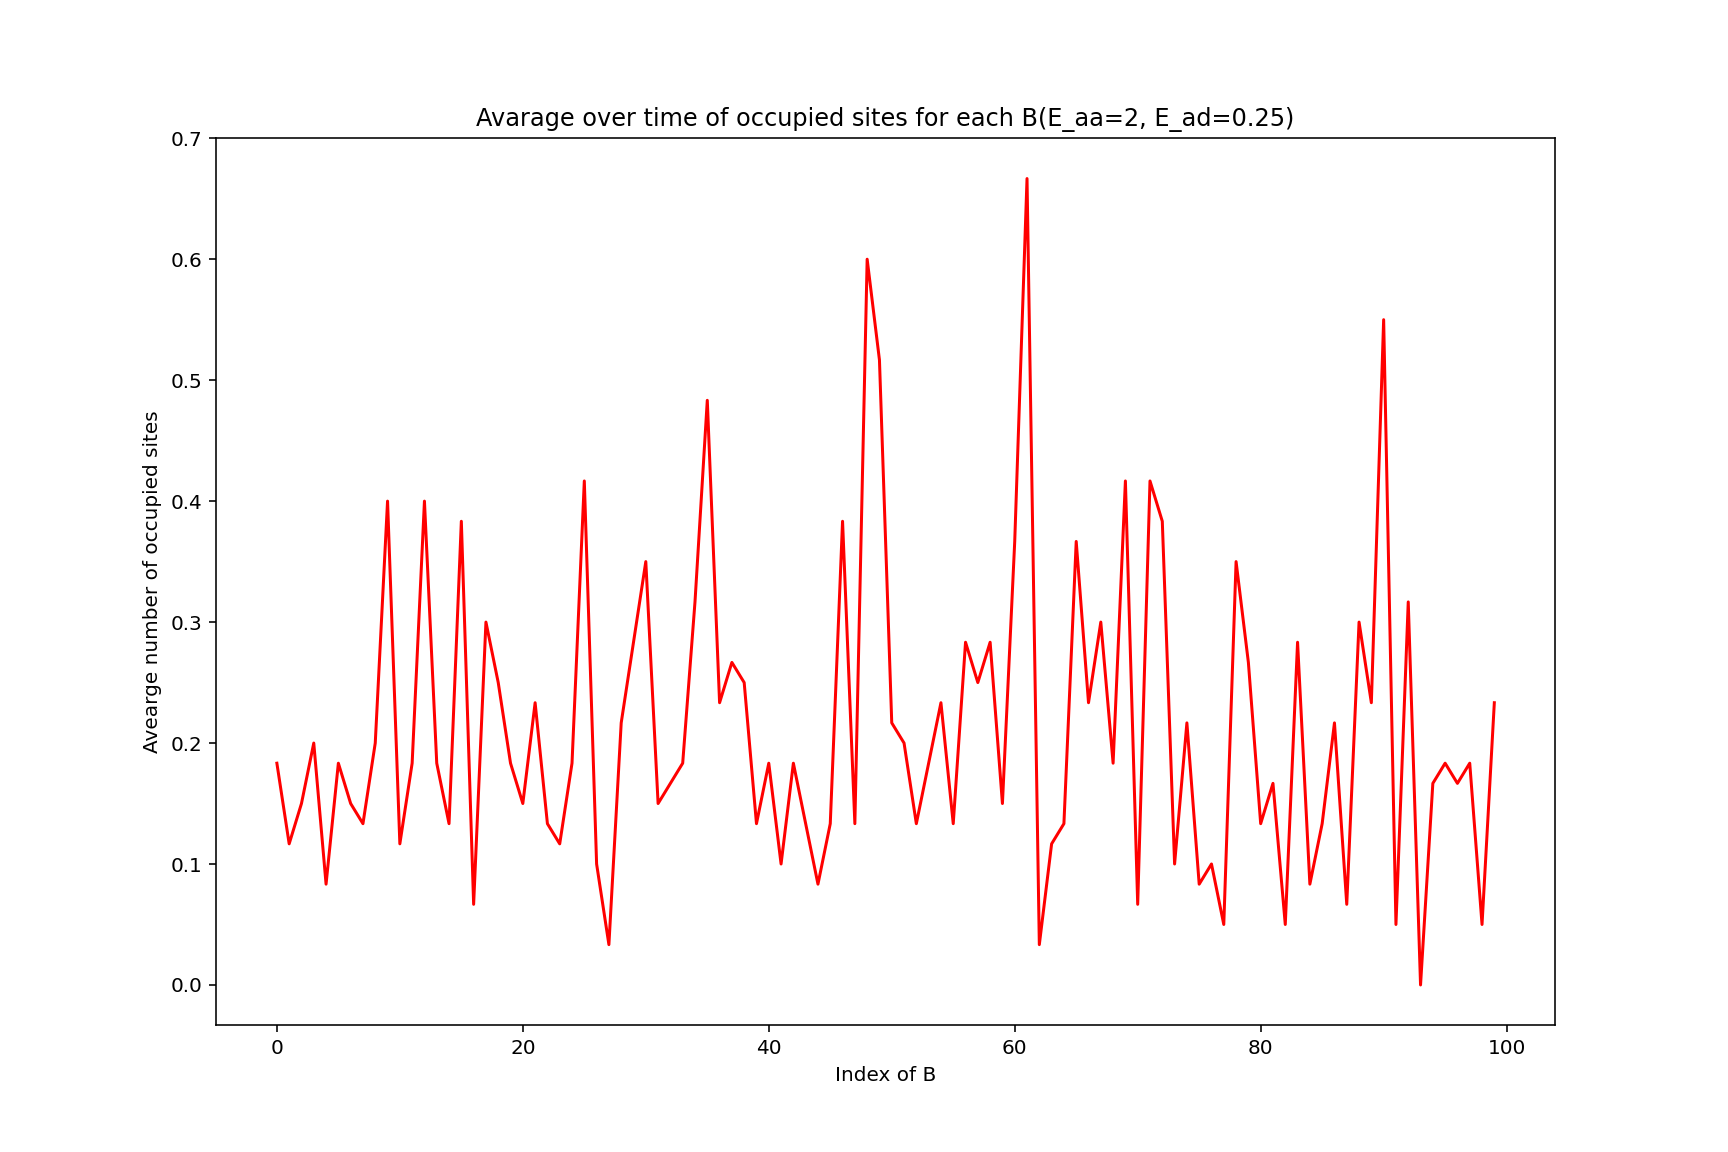 Avarage over time of occupied sites for each B(E_aa=2, E_ad=0.25)
0.7
0.6
0.5
0.4
0.3
0.2
0.1
0.0
Avearge number of occupied sites
0 20 40 60 80 100
Index of B